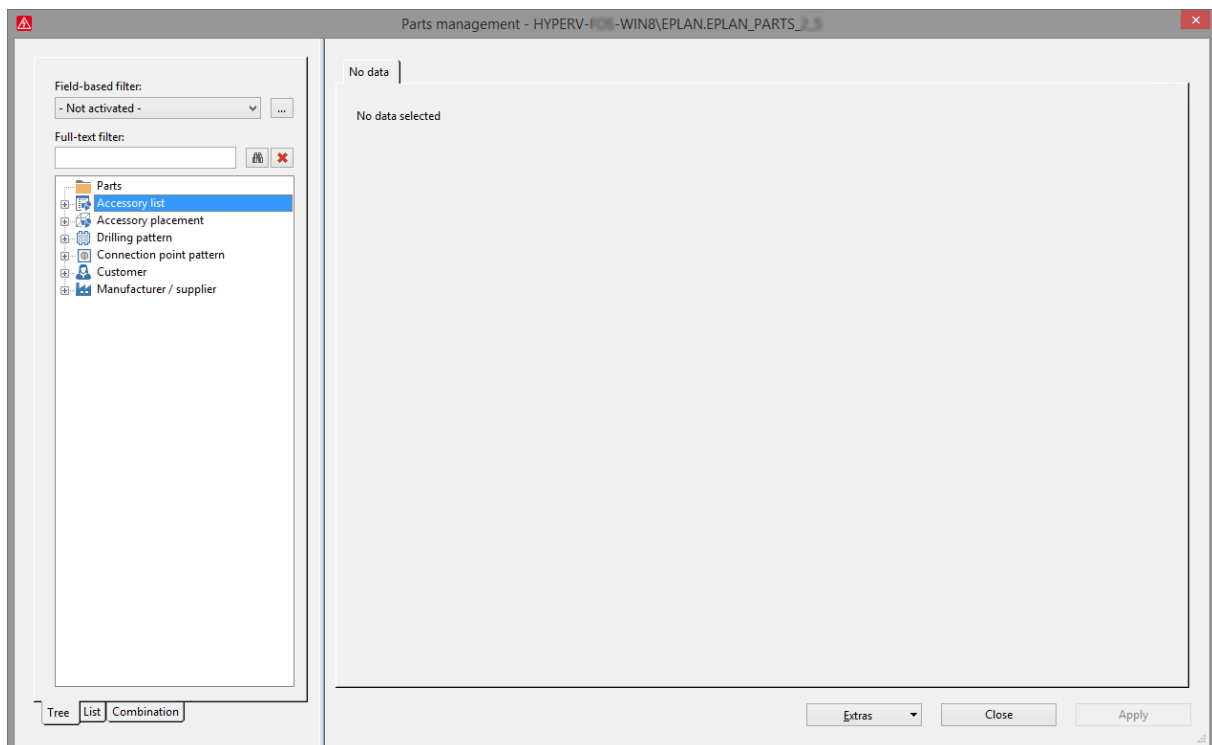 Parts management - HYPERV- -WIN8\EPLAN.EPLAN_PARTS_
Field-based filter:
- Not activated -
...
Full-text filter:
Parts
Accessory list
Accessory placement
Drilling pattern
Connection point pattern
Customer
Manufacturer / supplier
Tree List Combination
No data
No data selected
Extras
Close
Apply